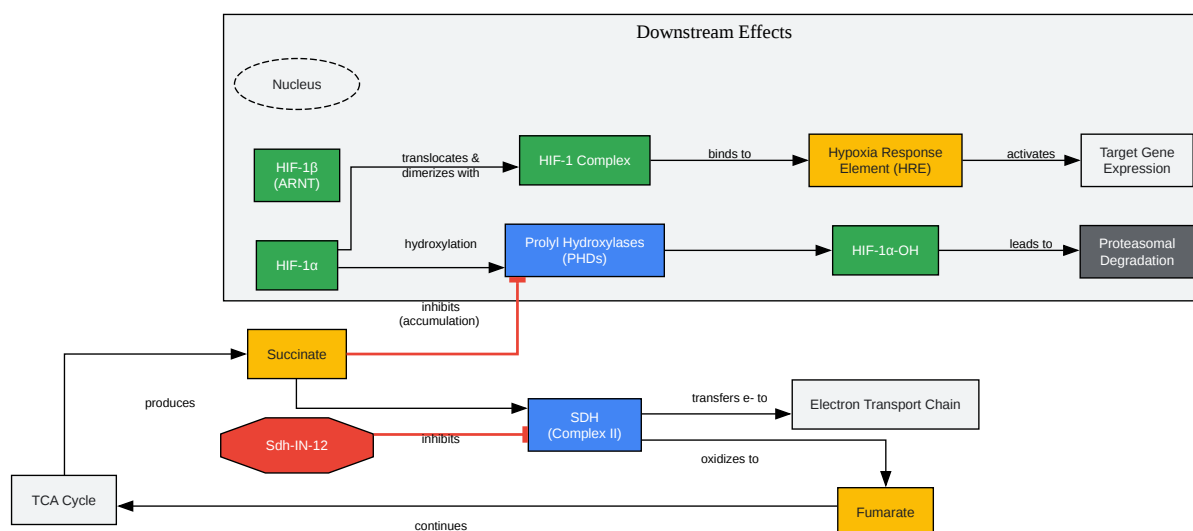 Downstream Effects
Nucleus
HIF-1β
(ARNT)
translocates &
dimerizes with
HIF-1 Complex
binds to
Hypoxia Response
Element (HRE)
activates
Target Gene
Expression
HIF-1α
hydroxylation
Prolyl Hydroxylases
(PHDs)
HIF-1α-OH
leads to
Proteasomal
Degradation
inhibits
(accumulation)
Succinate
produces
Sdh-IN-12
inhibits
SDH
(Complex II)
transfers e- to
Electron Transport Chain
oxidizes to
TCA Cycle
continues
Fumarate